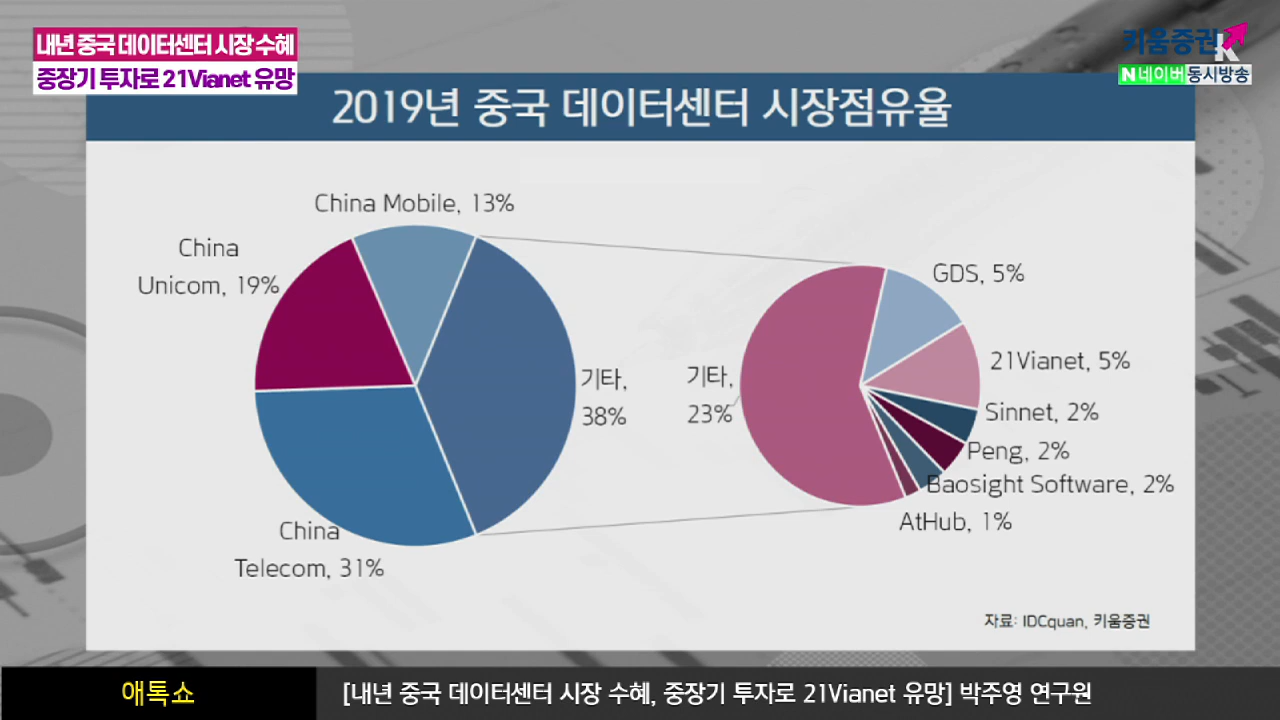 내년 중국 데이터센터 시장 수혜
중장기 투자로 21Vianet 유망
키움증권
N 네이버 동시방송
2019년 중국 데이터센터 시장점유율
China Mobile, 13%
China
Unicom, 19%
기타,
38%
China
Telecom, 31%
기타,
23%
GDS, 5%
21Vianet, 5%
Sinnet, 2%
Peng, 2%
Baosight Software, 2%
AtHub, 1%
자료: IDCquan, 키움증권
애톡쇼
[내년 중국 데이터센터 시장 수혜, 중장기 투자로 21Vianet 유망] 박주영 연구원